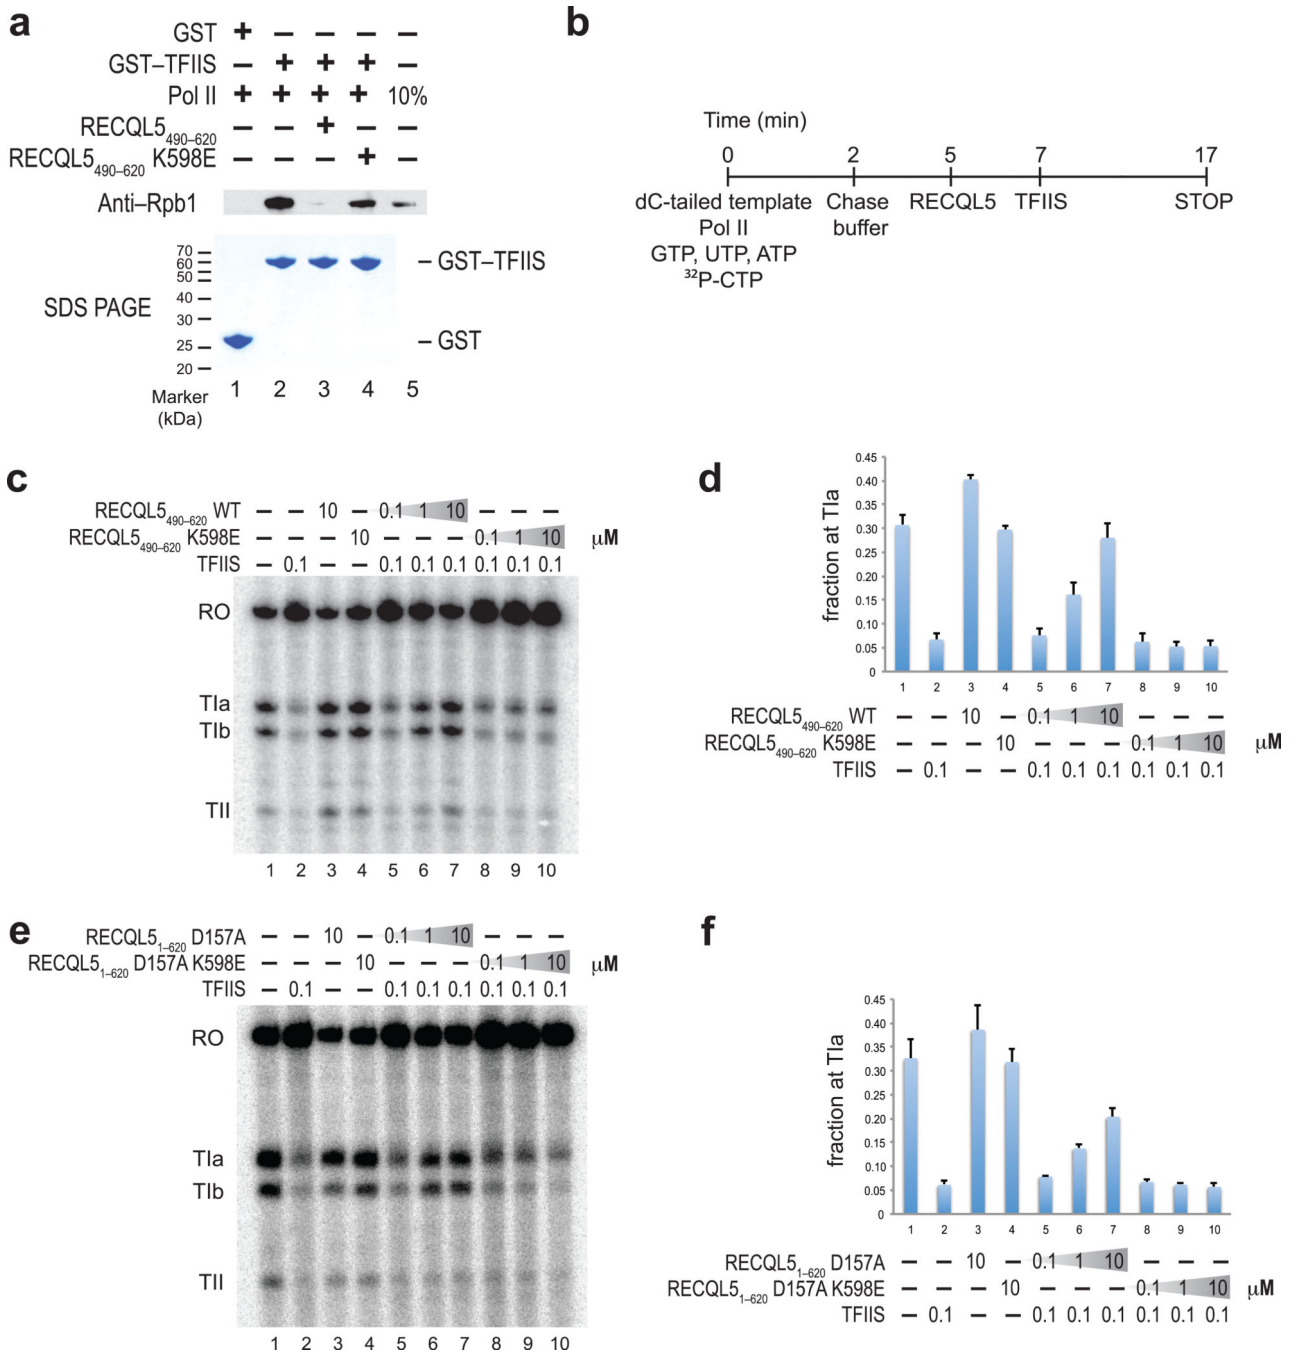 a
GST + – – – –
GST–TFIIS – + + + –
Pol II + + + + 10%
RECQL5490–620 – – + – –
RECQL5490–620 K598E – – – + –
Anti–Rpb1
70
60
50
40
30
25
20
SDS PAGE
– GST–TFIIS
– GST
Marker
(kDa)
1 2 3 4 5
b
Time (min)
0 2 5 7 17
dC-tailed template
Pol II
GTP, UTP, ATP
32P-CTP
Chase
buffer
RECQL5
TFIIS
STOP
c
RECQL5490–620 WT – – 10 – 0.1 1 10 – – –
RECQL5490–620 K598E – – – 10 – – – 0.1 1 10 μM
TFIIS – 0.1 – – 0.1 0.1 0.1 0.1 0.1 0.1
RO
TIa
TIb
TII
1 2 3 4 5 6 7 8 9 10
d
fraction at TIa
0.45
0.40
0.35
0.30
0.25
0.20
0.15
0.10
0.05
0
1 2 3 4 5 6 7 8 9 10
RECQL5490–620 WT – – 10 – 0.1 1 10 – – –
RECQL5490–620 K598E – – – 10 – – – 0.1 1 10 μM
TFIIS – 0.1 – – 0.1 0.1 0.1 0.1 0.1 0.1
e
RECQL51–620 D157A – – 10 – 0.1 1 10 – – –
RECQL51–620 D157A K598E – – – 10 – – – 0.1 1 10 μM
TFIIS – 0.1 – – 0.1 0.1 0.1 0.1 0.1 0.1
RO
TIa
TIb
TII
1 2 3 4 5 6 7 8 9 10
f
fraction at TIa
0.45
0.40
0.35
0.30
0.25
0.20
0.15
0.10
0.05
0
1 2 3 4 5 6 7 8 9 10
RECQL51–620 D157A – – 10 – 0.1 1 10 – – –
RECQL51–620 D157A K598E – – – 10 – – – 0.1 1 10 μM
TFIIS – 0.1 – – 0.1 0.1 0.1 0.1 0.1 0.1